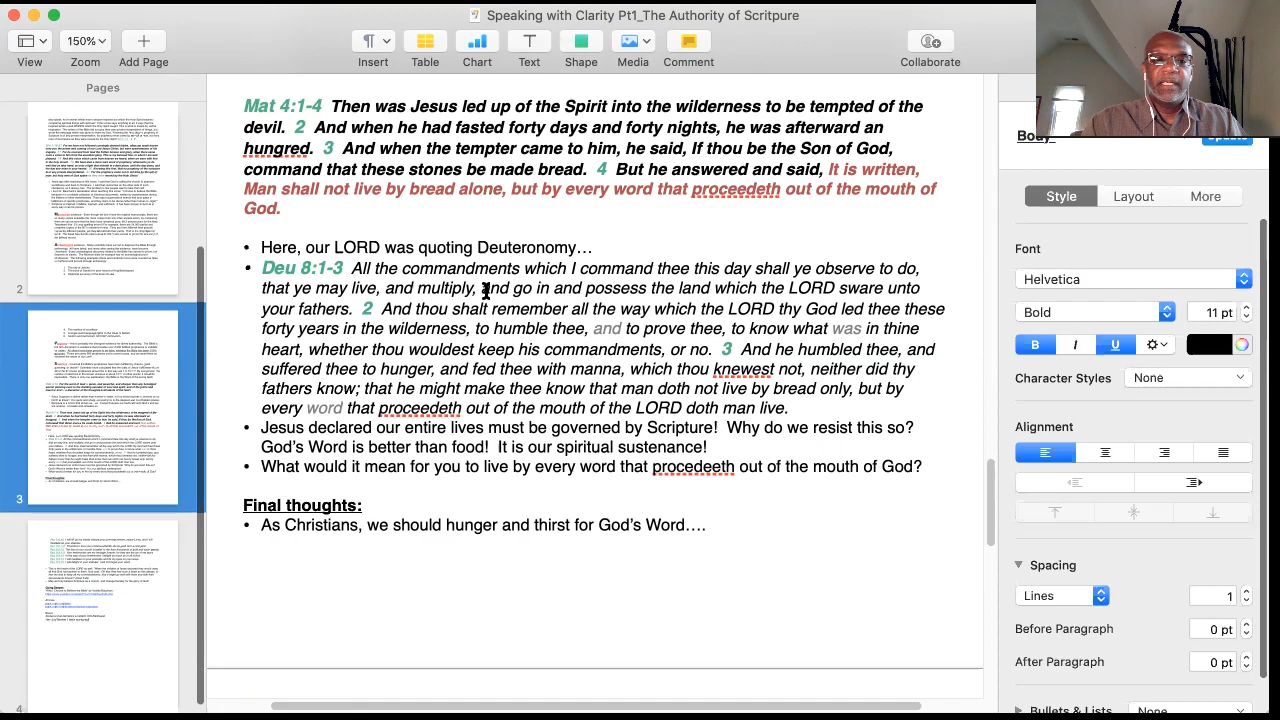 Speaking with Clarity Pt1_The Authority of Scritpure
150%
View
Zoom
Add Page
Insert
Table
Chart
Text
Shape
Media
Comment
Collaborate
Pages
2
3
4
Mat 4:1-4 Then was Jesus led up of the Spirit into the wilderness to be tempted of the
devil. 2 And when he had fasted forty days and forty nights, he was afterward an
hungred. 3 And when the tempter came to him, he said, If thou be the Son of God,
command that these stones be made bread. 4 But he answered and said, It is written,
Man shall not live by bread alone, but by every word that proceedeth out of the mouth of
God.
• Here, our LORD was quoting Deuteronomy…
• Deu 8:1-3 All the commandments which I command thee this day shall ye observe to do,
that ye may live, and multiply, and go in and possess the land which the LORD sware unto
your fathers. 2 And thou shalt remember all the way which the LORD thy God led thee these
forty years in the wilderness, to humble thee, and to prove thee, to know what was in thine
heart, whether thou wouldest keep his commandments, or no. 3 And he humbled thee, and
suffered thee to hunger, and fed thee with manna, which thou knewest not, neither did thy
fathers know; that he might make thee know that man doth not live by bread only, but by
every word that proceedeth out of the mouth of the LORD doth man live.
• Jesus declared our entire lives must be governed by Scripture! Why do we resist this so?
God's Word is better than food! It is our spiritual sustenance!
• What would it mean for you to live by every word that procedeeth out of the mouth of God?
Final thoughts:
• As Christians, we should hunger and thirst for God's Word….
Body
Update
Style
Layout
More
Font
Helvetica
Bold
11 pt
B
I
U
Character Styles
None
Alignment
Spacing
Lines
1
Before Paragraph
0 pt
After Paragraph
0 pt
Bullets & Lists
None